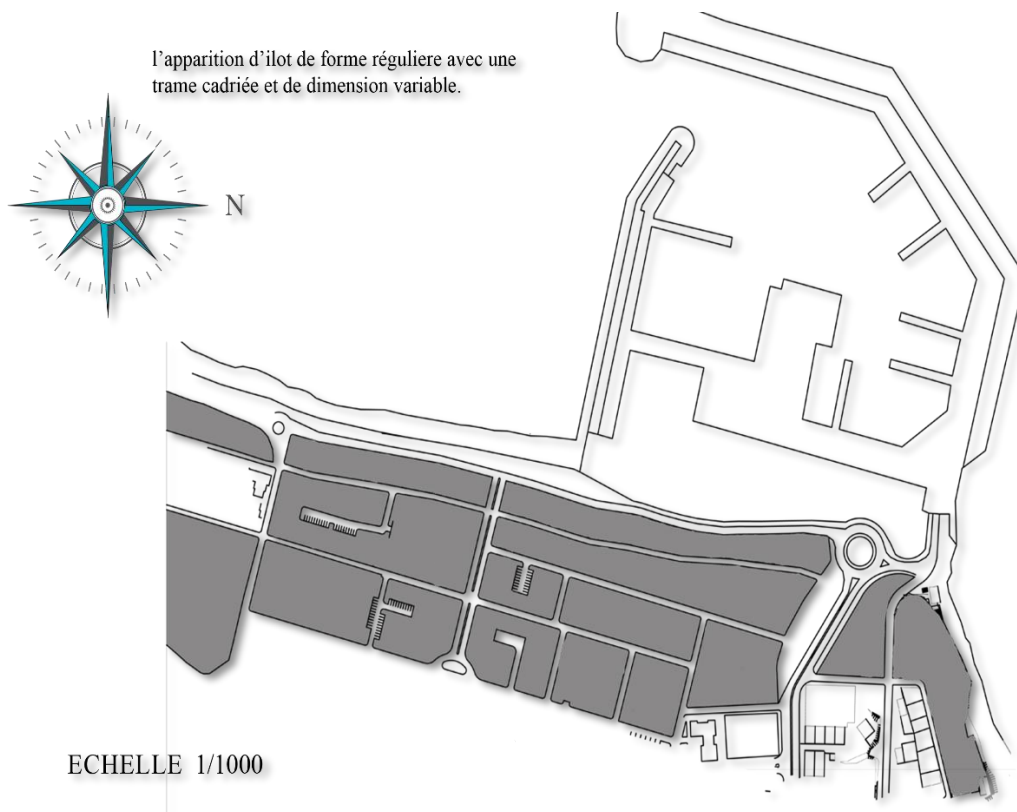 l'apparition d'ilot de forme réguliere avec une
trame cadriée et de dimension variable.
N
ECHELLE 1/1000